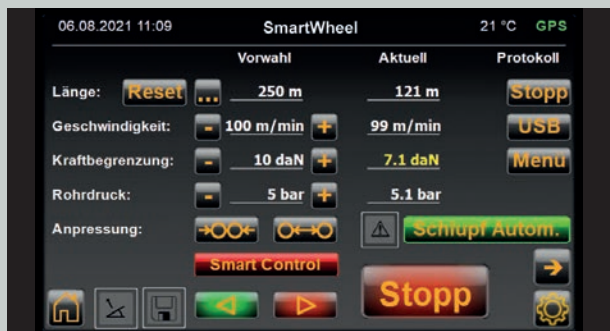 06.08.2021 11:09 SmartWheel 21 °C GPS
Vorwahl Aktuell Protokoll
Länge: Reset ... 250 m 121 m Stopp
Geschwindigkeit: - 100 m/min + 99 m/min USB
Kraftbegrenzung: - 10 daN + 7.1 daN Menü
Rohrdruck: - 5 bar + 5.1 bar
Anpressung: Schlupf Autom.
Smart Control
Stopp